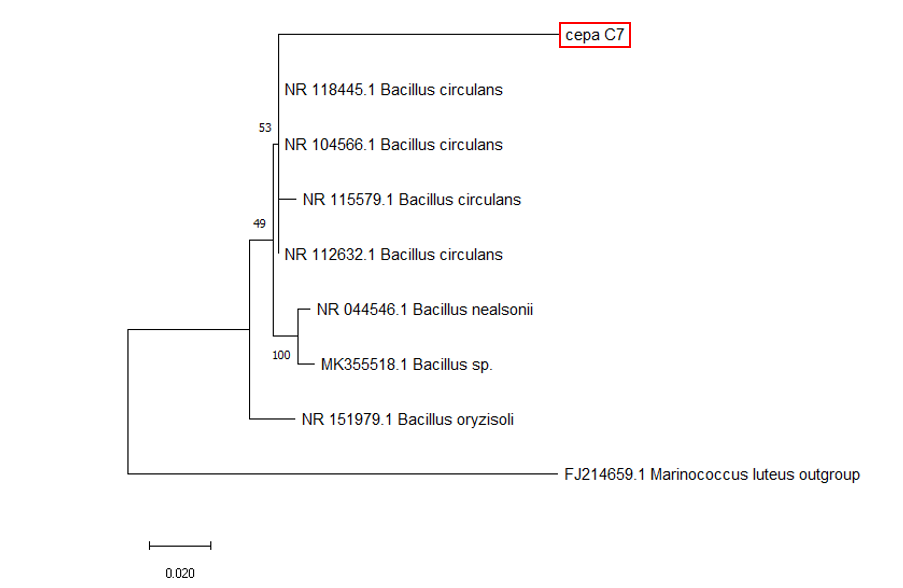 cepa C7
NR 118445.1 Bacillus circulans
53
NR 104566.1 Bacillus circulans
NR 115579.1 Bacillus circulans
49
NR 112632.1 Bacillus circulans
NR 044546.1 Bacillus nealsonii
100
MK355518.1 Bacillus sp.
NR 151979.1 Bacillus oryzisoli
FJ214659.1 Marinococcus luteus outgroup
0.020